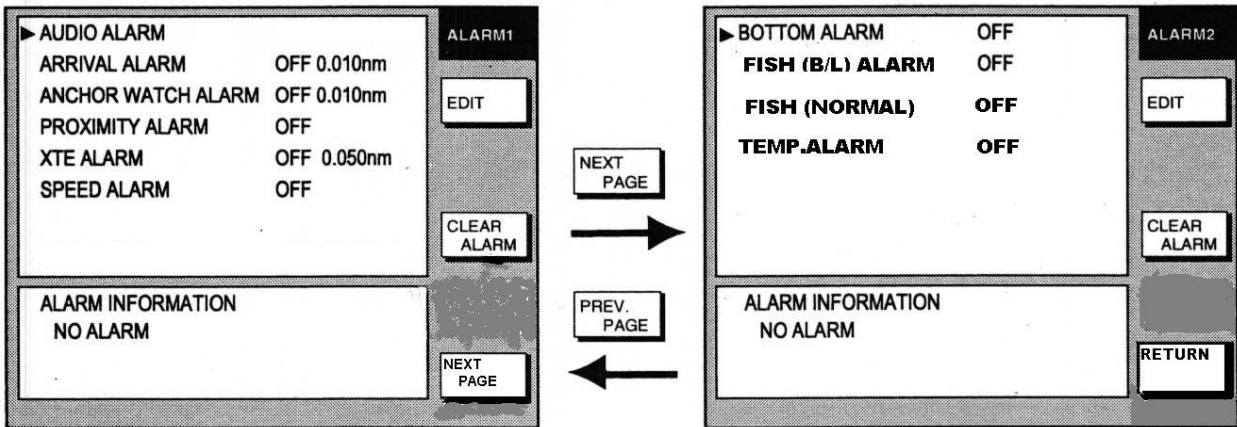 ▶ AUDIO ALARM
ARRIVAL ALARM OFF 0.010nm
ANCHOR WATCH ALARM OFF 0.010nm
PROXIMITY ALARM OFF
XTE ALARM OFF 0.050nm
SPEED ALARM OFF
ALARM1
EDIT
CLEAR
ALARM
ALARM INFORMATION
NO ALARM
NEXT
PAGE
NEXT
PAGE
PREV.
PAGE
▶ BOTTOM ALARM OFF
FISH (B/L) ALARM OFF
FISH (NORMAL) OFF
TEMP.ALARM OFF
ALARM2
EDIT
CLEAR
ALARM
ALARM INFORMATION
NO ALARM
RETURN